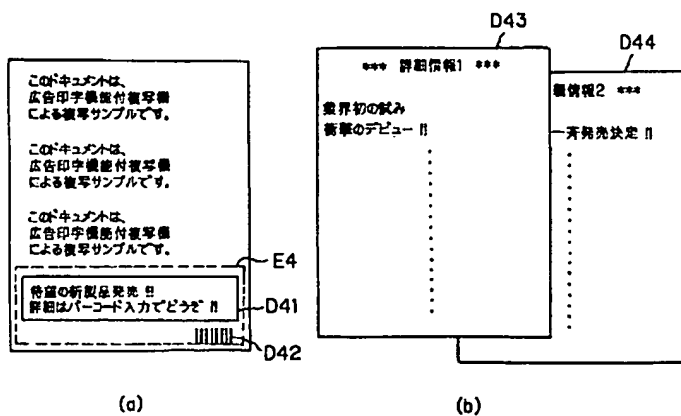 このドキュメントは、
広告印字機能付複写機
による複写サンプルです。
このドキュメントは、
広告印字機能付複写機
による複写サンプルです。
このドキュメントは、
広告印字機能付複写機
による複写サンプルです。
E4
待望の新製品発売 !!
詳細はバーコード入力でどうぞ !!
D41
D42
(a)
D43
*** 詳細情報1 ***
業界初の試み
衝撃のデビュー !!
D44
細情報2 ***
一斉発売決定 !!
(b)